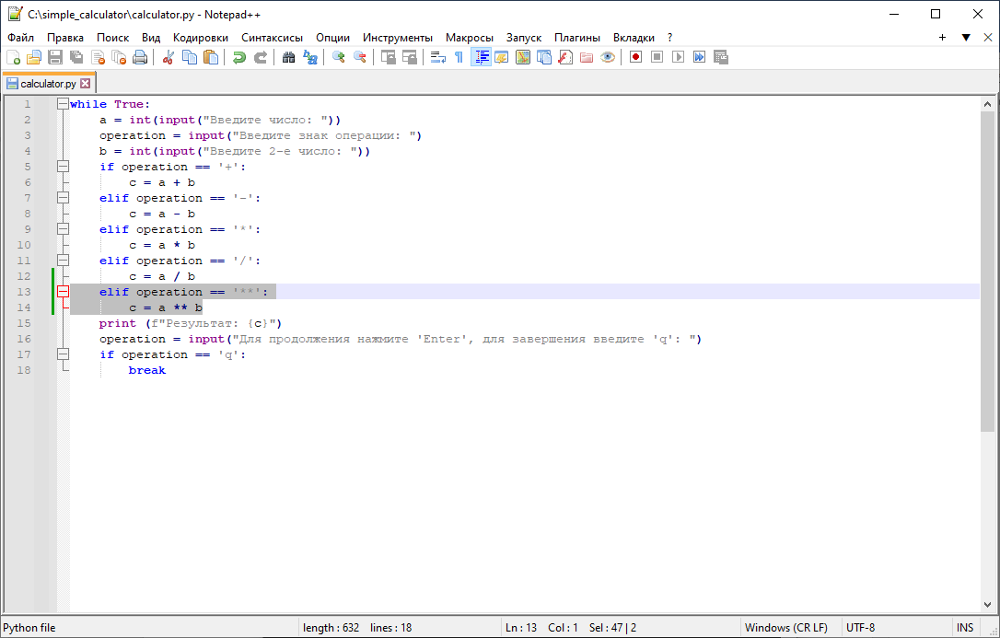 C:\simple_calculator\calculator.py - Notepad++
Файл Правка Поиск Вид Кодировки Синтаксисы Опции Инструменты Макросы Запуск Плагины Вкладки ?
calculator.py
1 while True:
2     a = int(input("Введите число: "))
3     operation = input("Введите знак операции: ")
4     b = int(input("Введите 2-е число: "))
5     if operation == '+':
6         c = a + b
7     elif operation == '-':
8         c = a - b
9     elif operation == '*':
10         c = a * b
11     elif operation == '/':
12         c = a / b
13     elif operation == '**':
14         c = a ** b
15     print (f"Результат: {c}")
16     operation = input("Для продолжения нажмите 'Enter', для завершения введите 'q': ")
17     if operation == 'q':
18         break
Python file length : 632 lines : 18 Ln : 13 Col : 1 Sel : 47 | 2 Windows (CR LF) UTF-8 INS